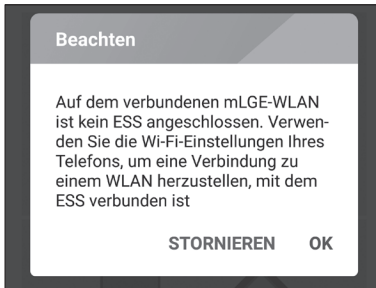 Beachten
Auf dem verbundenen mLGE-WLAN
ist kein ESS angeschlossen. Verwen-
den Sie die Wi-Fi-Einstellungen Ihres
Telefons, um eine Verbindung zu
einem WLAN herzustellen, mit dem
ESS verbunden ist
STORNIEREN OK